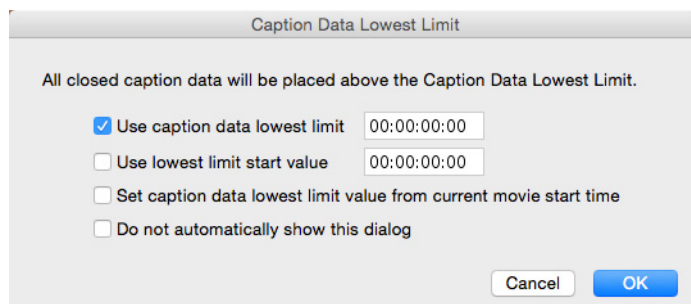 Caption Data Lowest Limit
All closed caption data will be placed above the Caption Data Lowest Limit.
Use caption data lowest limit 00:00:00:00
Use lowest limit start value 00:00:00:00
Set caption data lowest limit value from current movie start time
Do not automatically show this dialog
Cancel OK